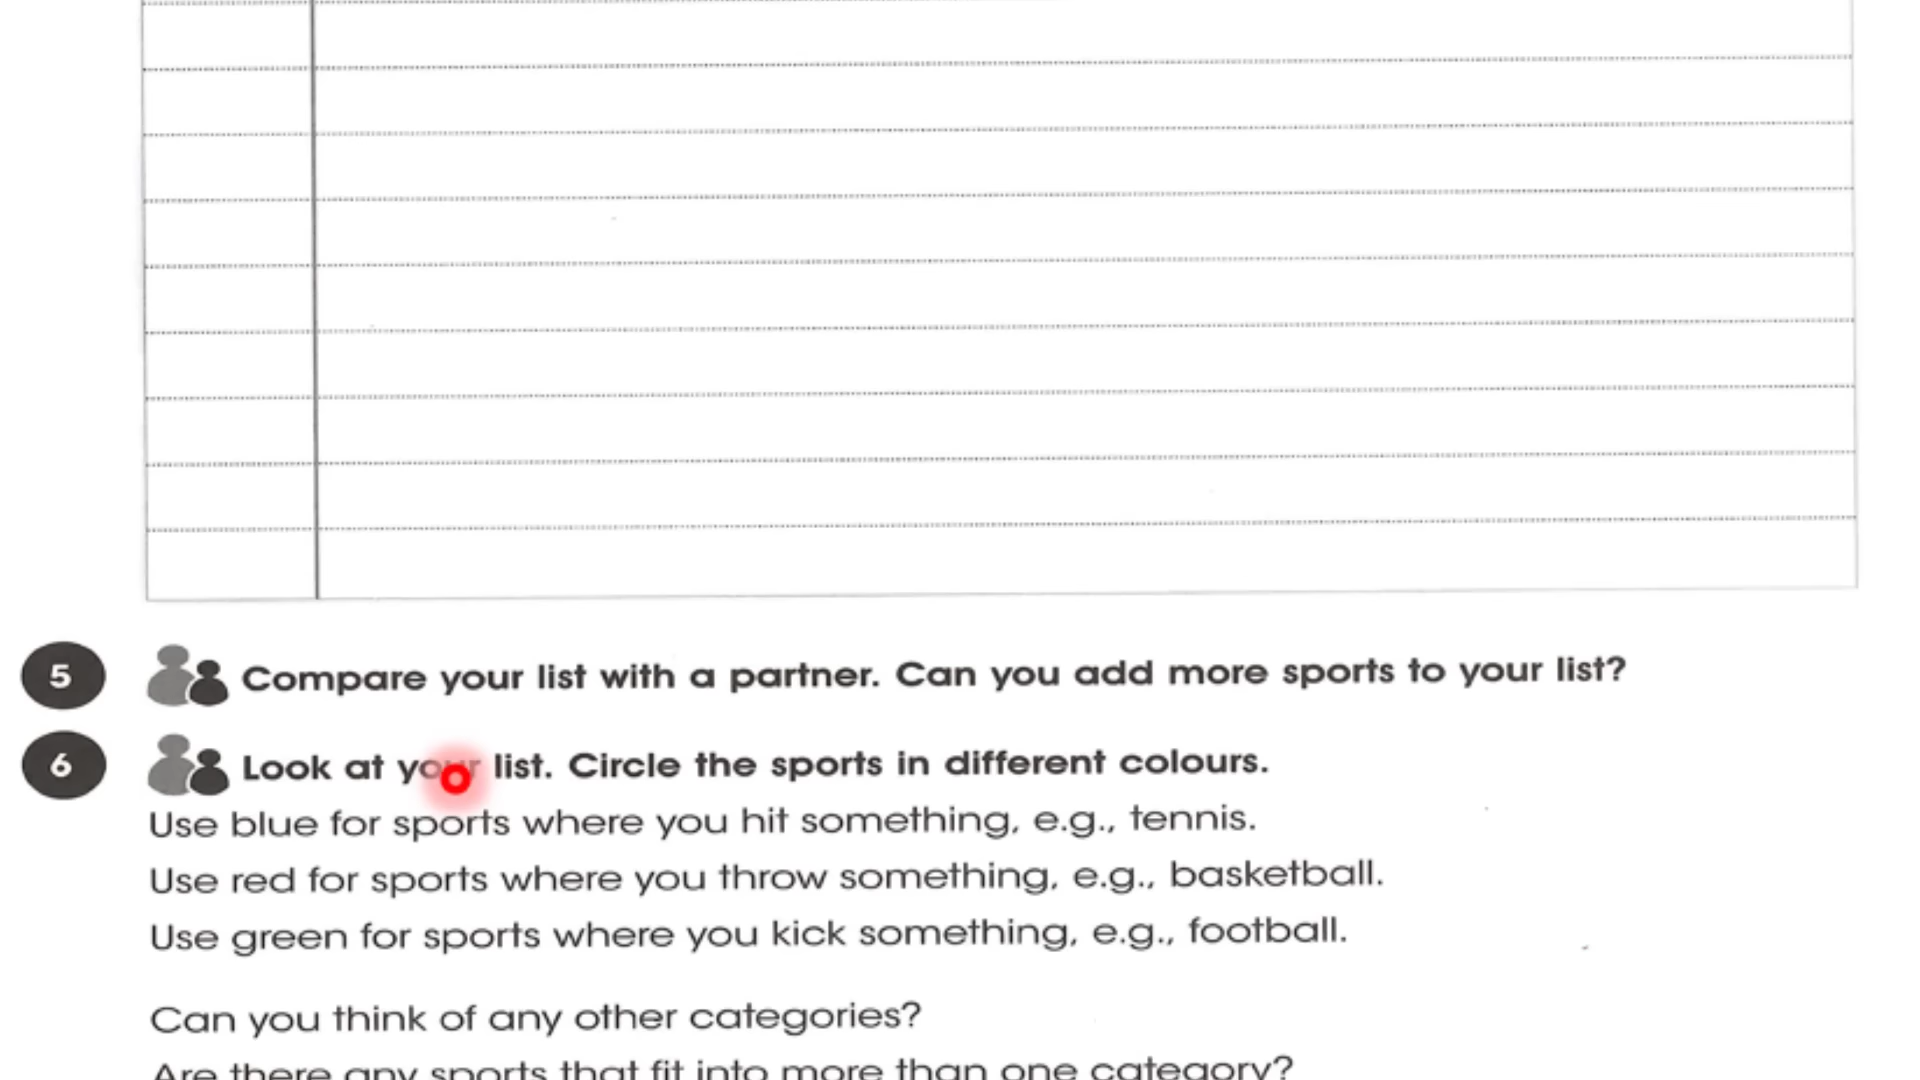 5 Compare your list with a partner. Can you add more sports to your list?
6 Look at your list. Circle the sports in different colours.
Use blue for sports where you hit something, e.g., tennis.
Use red for sports where you throw something, e.g., basketball.
Use green for sports where you kick something, e.g., football.
Can you think of any other categories?
Are there any sports that fit into more than one category?